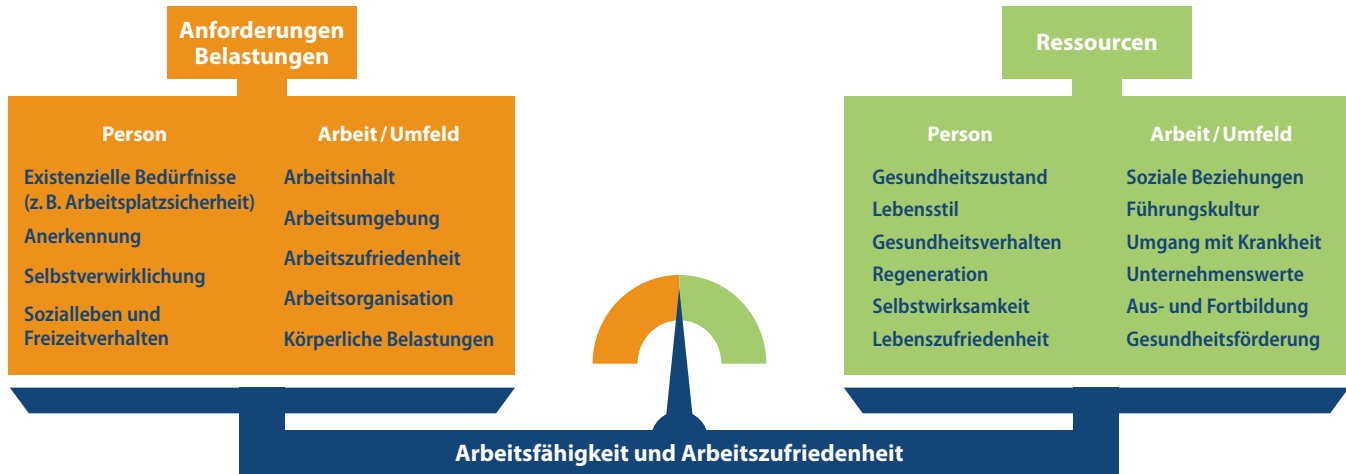 Anforderungen
Belastungen
Person
Existenzielle Bedürfnisse
(z. B. Arbeitsplatzsicherheit)
Anerkennung
Selbstverwirklichung
Sozialleben und
Freizeitverhalten
Arbeit / Umfeld
Arbeitsinhalt
Arbeitsumgebung
Arbeitszufriedenheit
Arbeitsorganisation
Körperliche Belastungen
Ressourcen
Person
Gesundheitszustand
Lebensstil
Gesundheitsverhalten
Regeneration
Selbstwirksamkeit
Lebenszufriedenheit
Arbeit / Umfeld
Soziale Beziehungen
Führungskultur
Umgang mit Krankheit
Unternehmenswerte
Aus- und Fortbildung
Gesundheitsförderung
Arbeitsfähigkeit und Arbeitszufriedenheit